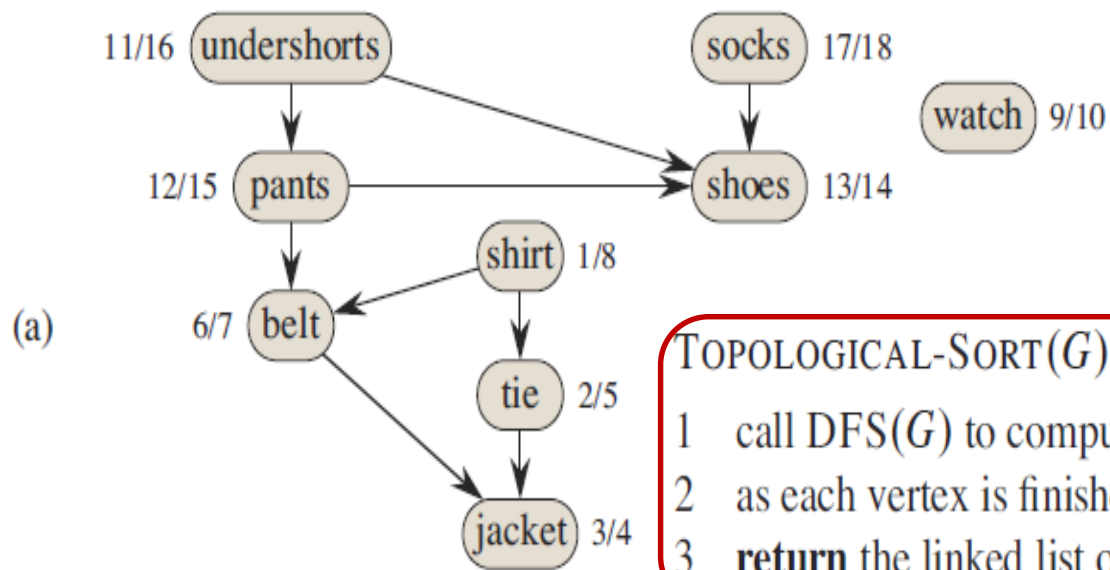 11/16 undershorts
socks 17/18
watch 9/10
12/15 pants
shoes 13/14
shirt 1/8
(a)
6/7 belt
tie 2/5
jacket 3/4
TOPOLOGICAL-SORT(G)
1 call DFS(G) to
2 as each vertex is
3 return the linked list